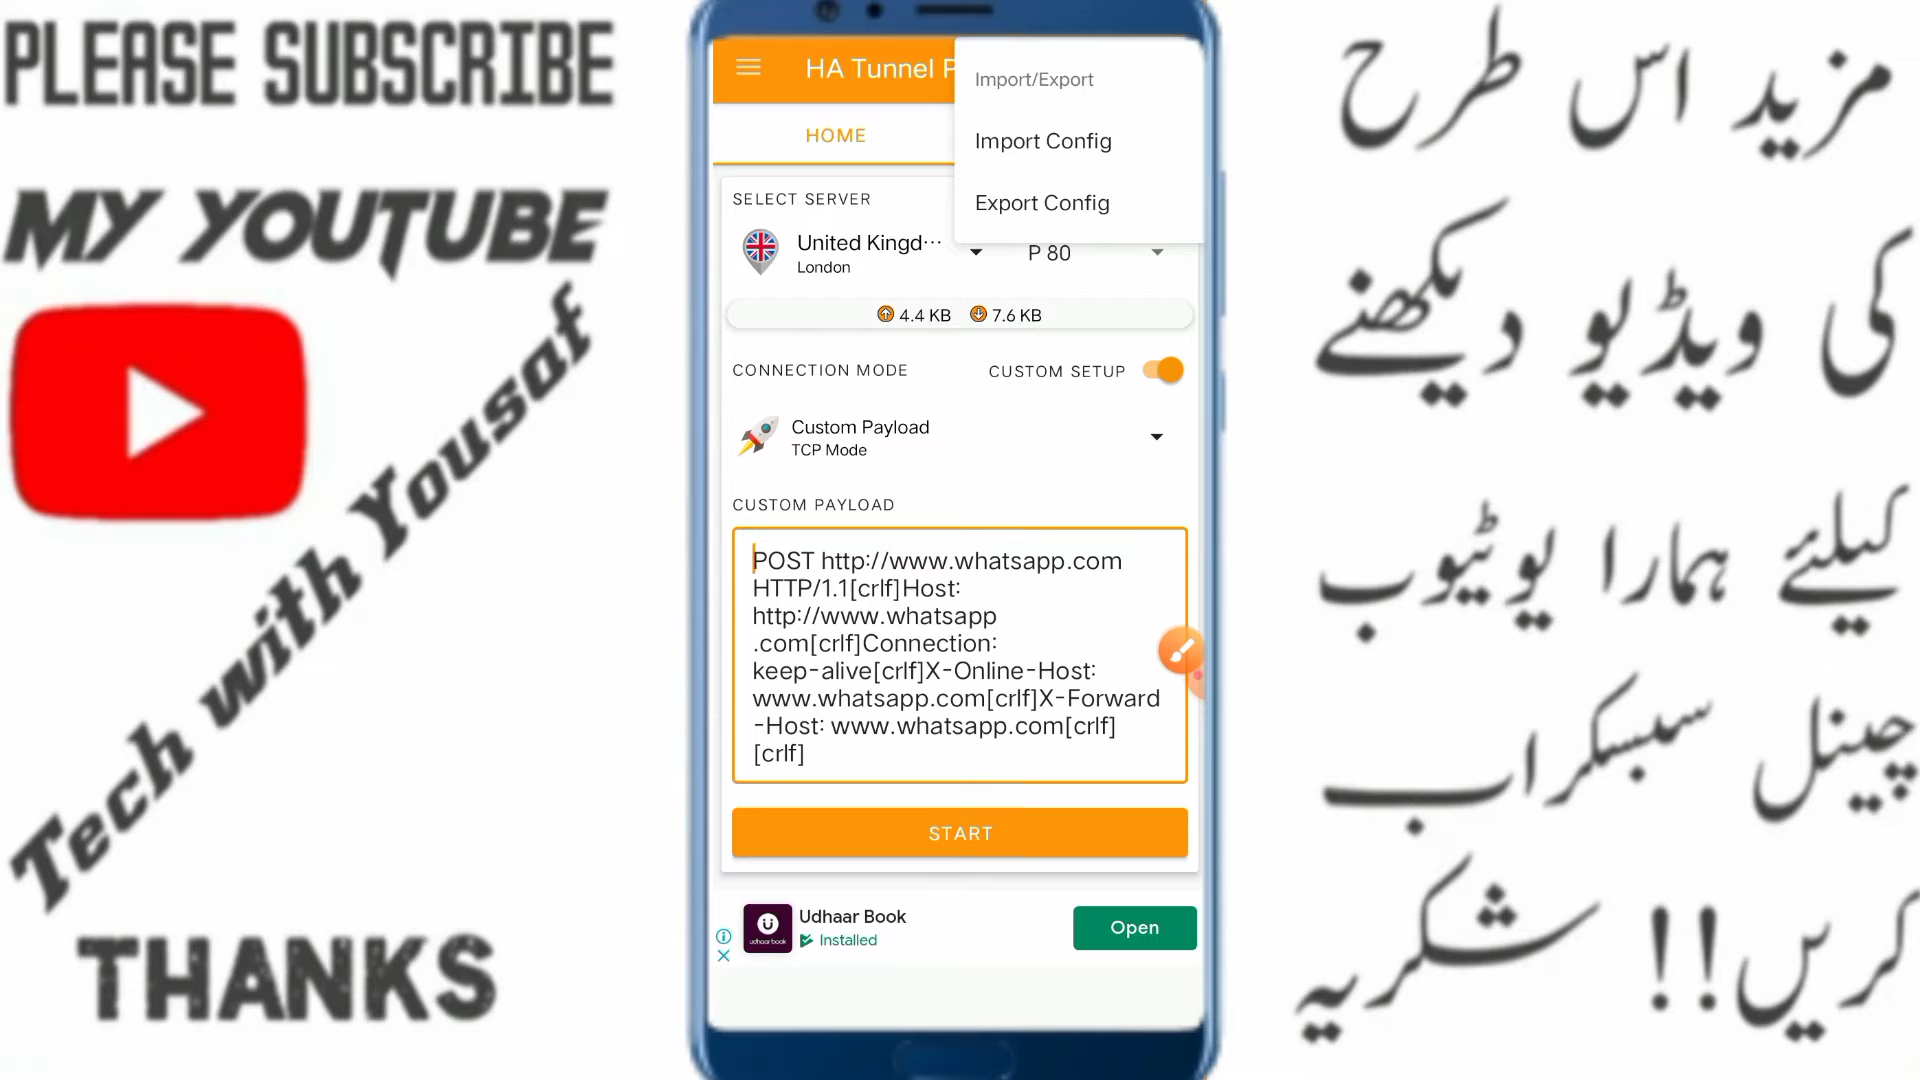 PLEASE SUBSCRIBE
MY YOUTUBE
Tech with Yousaf
THANKS
HA Tunnel P
Import/Export
Import Config
Export Config
HOME
SELECT SERVER
United Kingd...
London
P 80
4.4 KB 7.6 KB
CONNECTION MODE
CUSTOM SETUP
Custom Payload
TCP Mode
CUSTOM PAYLOAD
POST http://www.whatsapp.com
HTTP/1.1[crlf]Host:
http://www.whatsapp
.com[crlf]Connection:
keep-alive[crlf]X-Online-Host:
www.whatsapp.com[crlf]X-Forward
-Host: www.whatsapp.com[crlf]
[crlf]
START
Udhaar Book
udhaar book
Installed
Open
مزید اس طرح
کی ویڈیو دیکھنے
کیلئے ہمارا یوٹیوب
چینل سبسکراب
کریں!! شکریہ